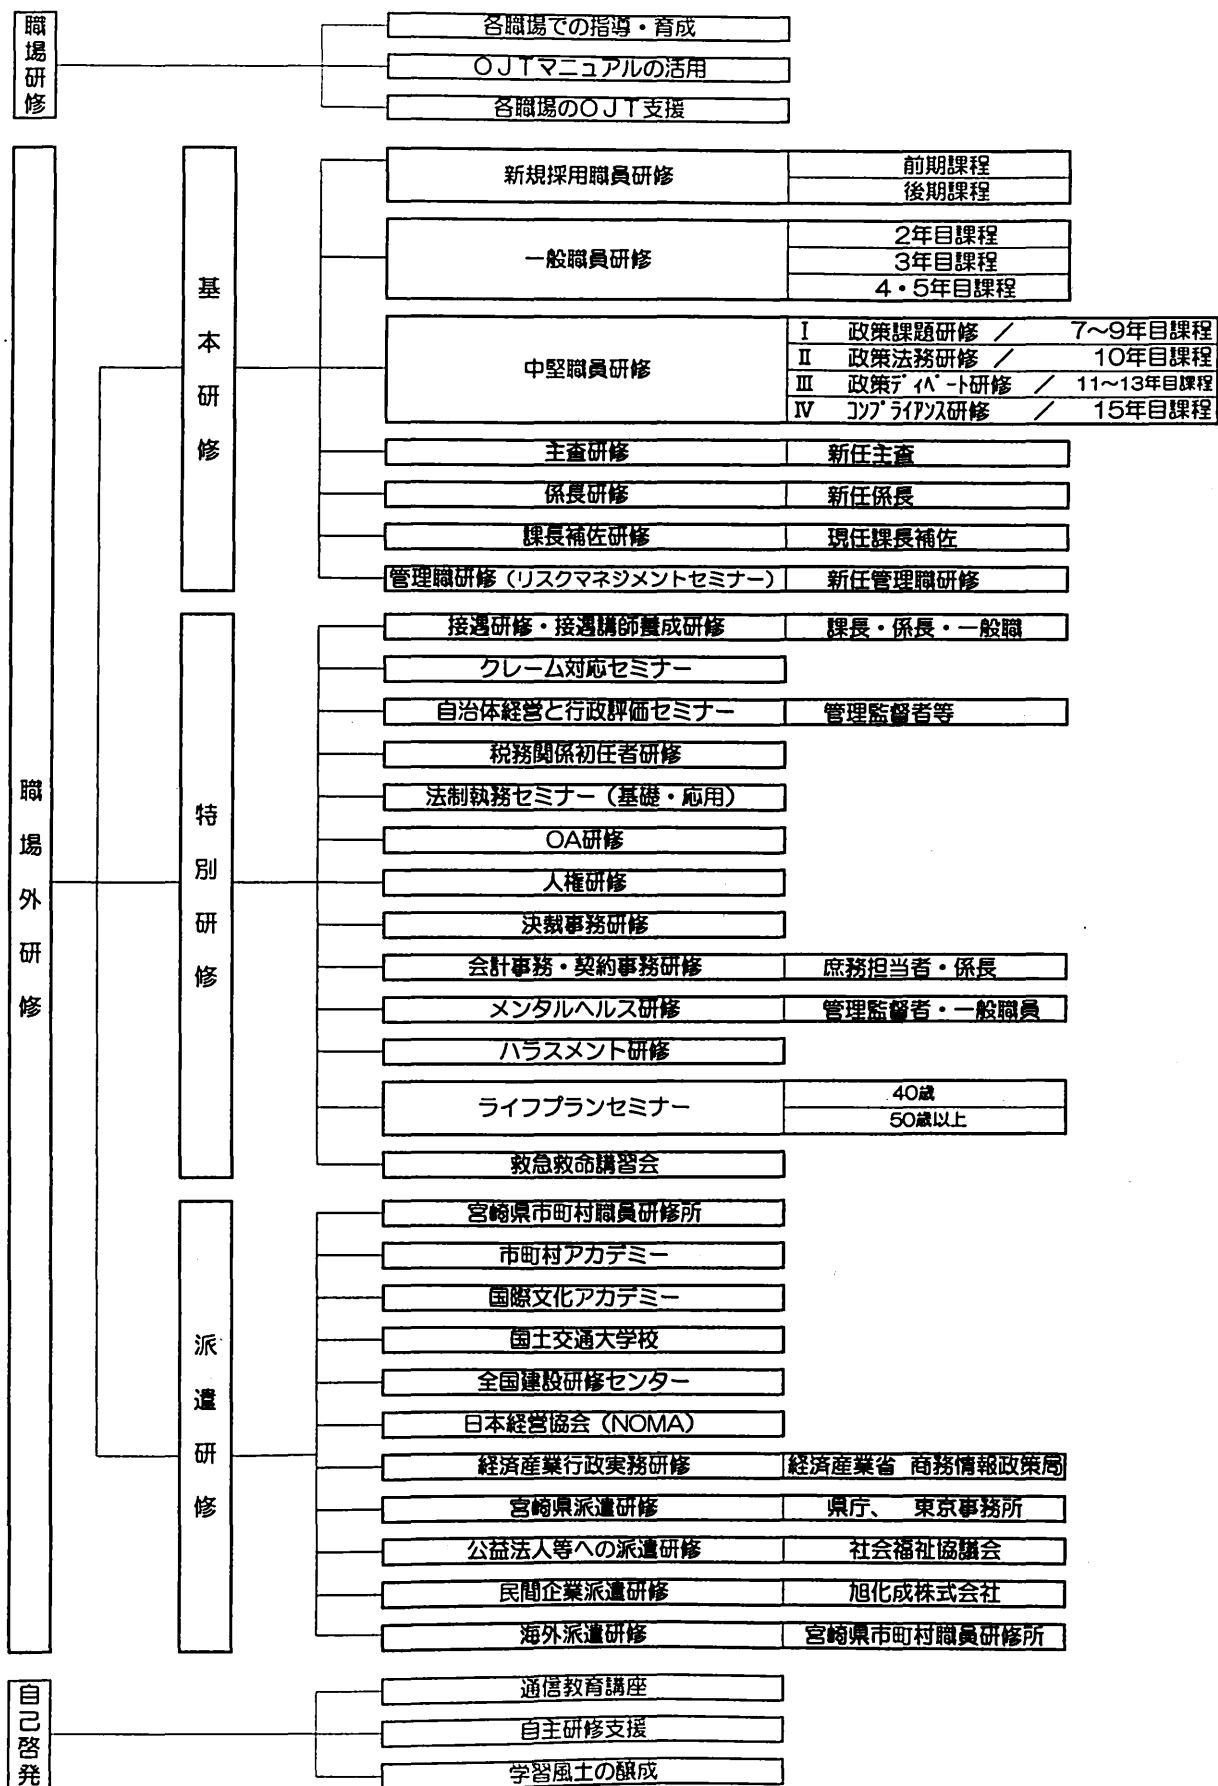 職場研修
各職場での指導・育成
OJTマニュアルの活用
各職場のOJT支援
職場外研修
基本研修
新規採用職員研修
前期課程
後期課程
一般職員研修
2年目課程
3年目課程
4・5年目課程
中堅職員研修
Ⅰ 政策課題研修 / 7~9年目課程
Ⅱ 政策法務研修 / 10年目課程
Ⅲ 政策ディベート研修 / 11~13年目課程
Ⅳ コンプライアンス研修 / 15年目課程
主査研修 新任主査
係長研修 新任係長
課長補佐研修 現任課長補佐
管理職研修(リスクマネジメントセミナー) 新任管理職研修
特別研修
接遇研修・接遇講師養成研修 課長・係長・一般職
クレーム対応セミナー
自治体経営と行政評価セミナー 管理監督者等
税務関係初任者研修
法制執務セミナー(基礎・応用)
OA研修
人権研修
決裁事務研修
会計事務・契約事務研修 庶務担当者・係長
メンタルヘルス研修 管理監督者・一般職員
ハラスメント研修
ライフプランセミナー
40歳
50歳以上
救急救命講習会
派遣研修
宮崎県市町村職員研修所
市町村アカデミー
国際文化アカデミー
国土交通大学校
全国建設研修センター
日本経営協会(NOMA)
経済産業行政実務研修 経済産業省 商務情報政策局
宮崎県派遣研修 県庁、 東京事務所
公益法人等への派遣研修 社会福祉協議会
民間企業派遣研修 旭化成株式会社
海外派遣研修 宮崎県市町村職員研修所
自己啓発
通信教育講座
自主研修支援
学習風土の醸成